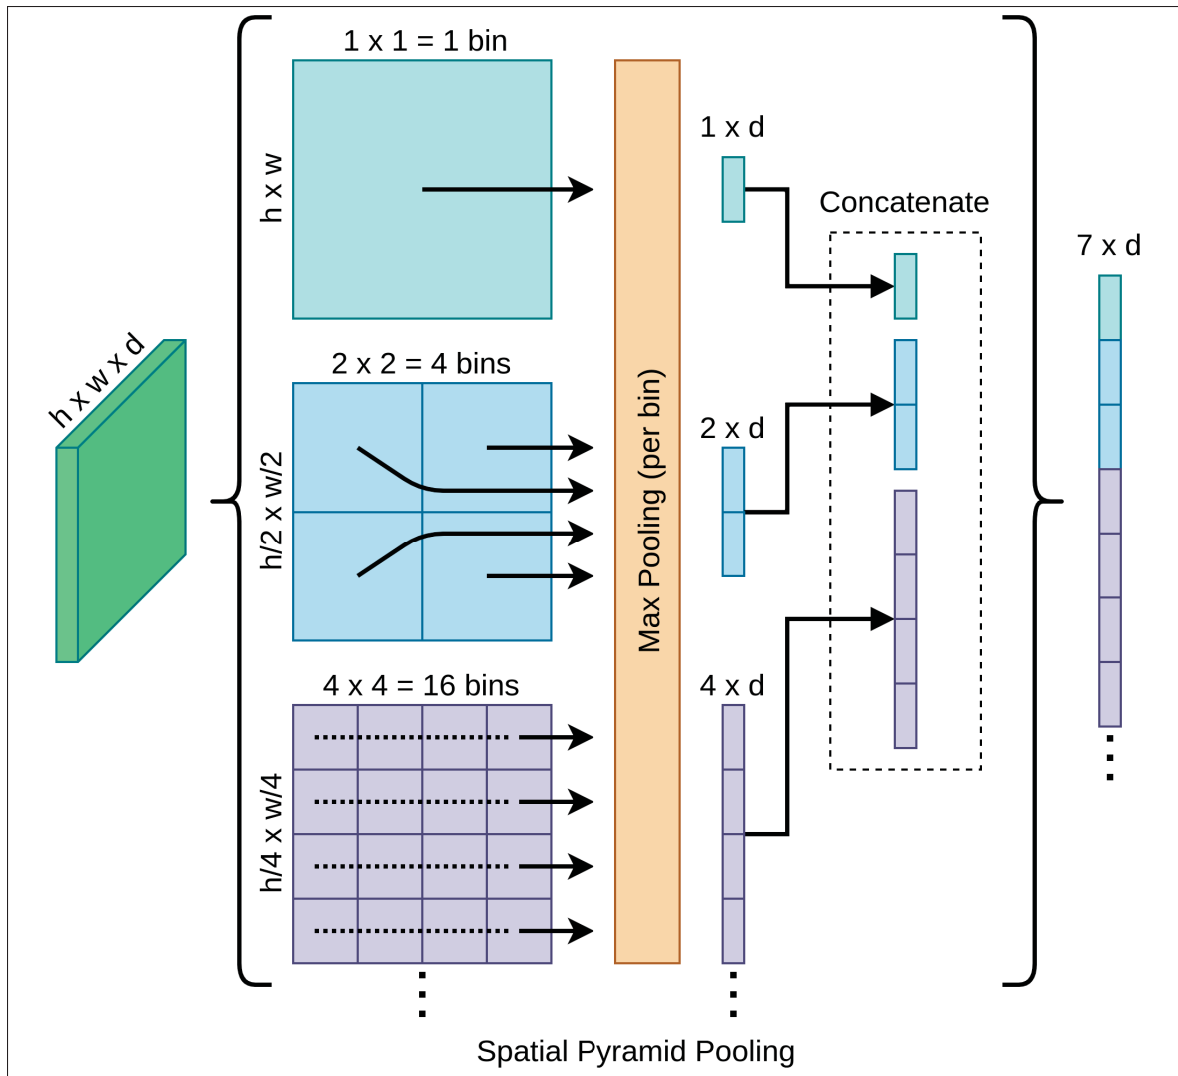 h x w x d
1 x 1 = 1 bin
h x w
2 x 2 = 4 bins
h/2 x w/2
4 x 4 = 16 bins
h/4 x w/4
Max Pooling (per bin)
1 x d
2 x d
4 x d
Concatenate
7 x d
Spatial Pyramid Pooling